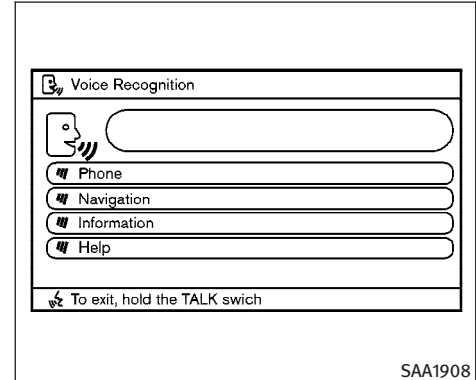 Voice Recognition
Phone
Navigation
Information
Help
To exit, hold the TALK swich
SAA1908